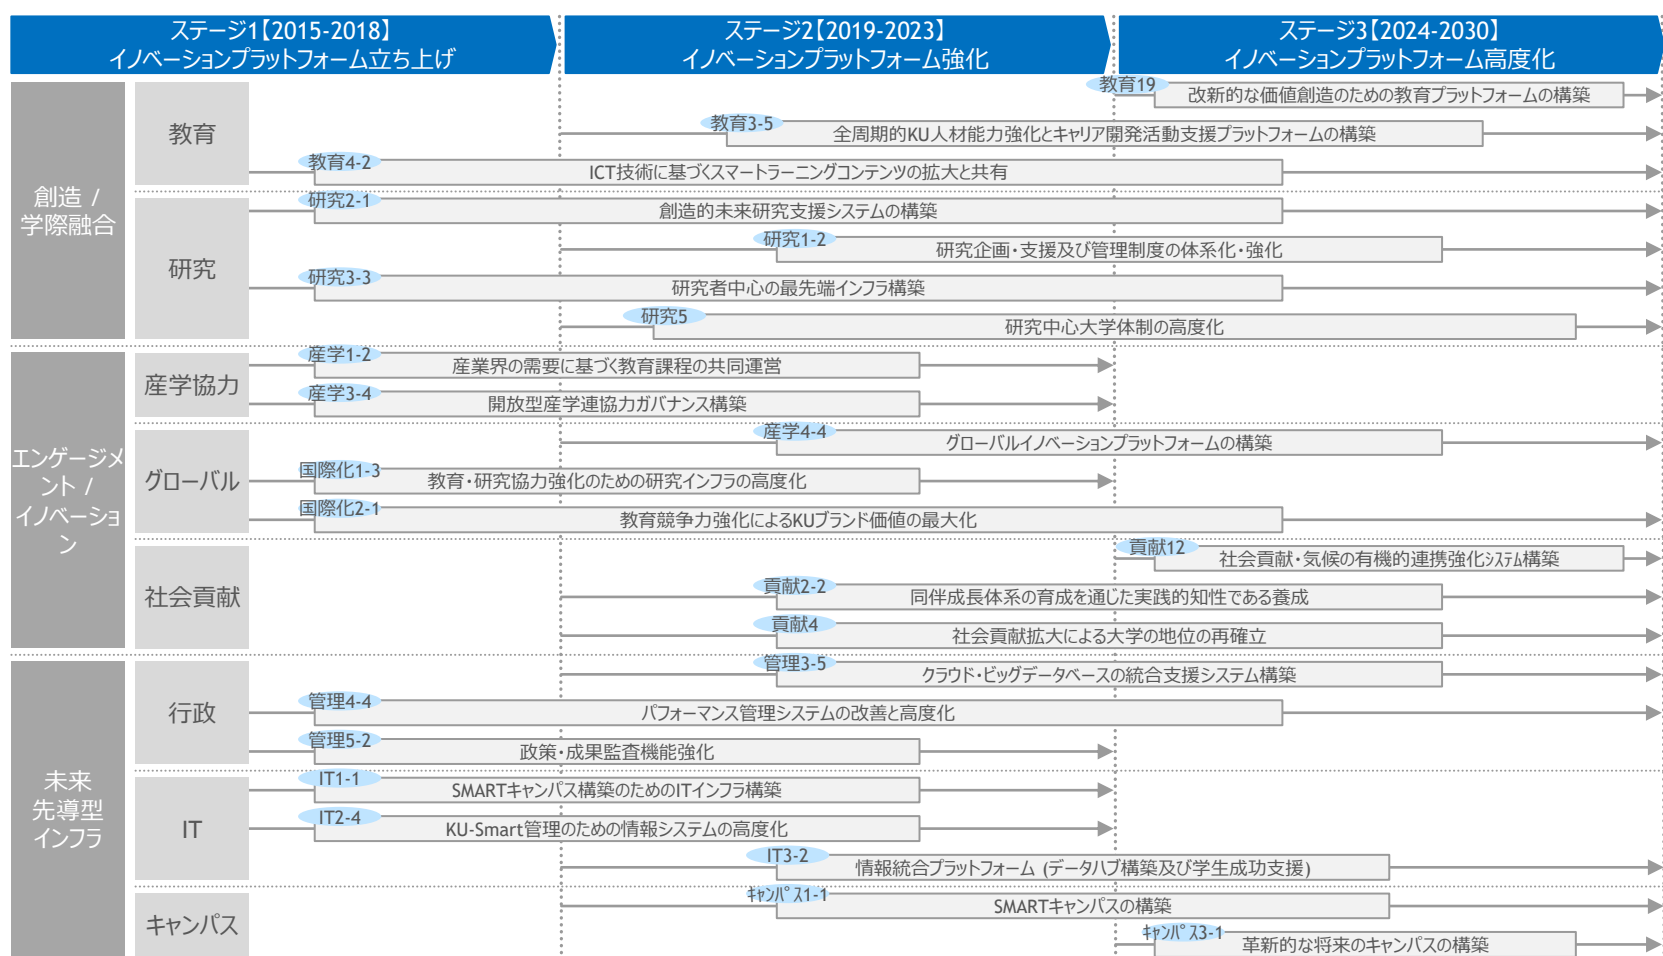 ステージ1【2015-2018】
イノベーションプラットフォーム立ち上げ
ステージ2【2019-2023】
イノベーションプラットフォーム強化
ステージ3【2024-2030】
イノベーションプラットフォーム高度化
創造 /
学際融合
教育
教育19
改新的な価値創造のための教育プラットフォームの構築
教育3-5
全周期的KU人材能力強化とキャリア開発活動支援プラットフォームの構築
教育4-2
ICT技術に基づくスマートラーニングコンテンツの拡大と共有
研究
研究2-1
創造的未来研究支援システムの構築
研究1-2
研究企画・支援及び管理制度の体系化・強化
研究3-3
研究者中心の最先端インフラ構築
研究5
研究中心大学体制の高度化
エンゲージメ
ント /
イノベーショ
ン
産学協力
産学1-2
産業界の需要に基づく教育課程の共同運営
産学3-4
開放型産学連協力ガバナンス構築
グローバル
産学4-4
グローバルイノベーションプラットフォームの構築
国際化1-3
教育・研究協力強化のための研究インフラの高度化
国際化2-1
教育競争力強化によるKUブランド価値の最大化
社会貢献
貢献12
社会貢献・気候の有機的連携強化ｼｽﾃﾑ構築
貢献2-2
同伴成長体系の育成を通じた実践的知性である養成
貢献4
社会貢献拡大による大学の地位の再確立
未来
先導型
インフラ
行政
管理3-5
クラウド・ビッグデータベースの統合支援システム構築
管理4-4
パフォーマンス管理システムの改善と高度化
管理5-2
政策・成果監査機能強化
IT
IT1-1
SMARTキャンパス構築のためのITインフラ構築
IT2-4
KU-Smart管理のための情報システムの高度化
IT3-2
情報統合プラットフォーム (データハブ構築及び学生成功支援)
キャンパス
ｷｬﾝﾊﾟｽ1-1
SMARTキャンパスの構築
ｷｬﾝﾊﾟｽ3-1
革新的な将来のキャンパスの構築